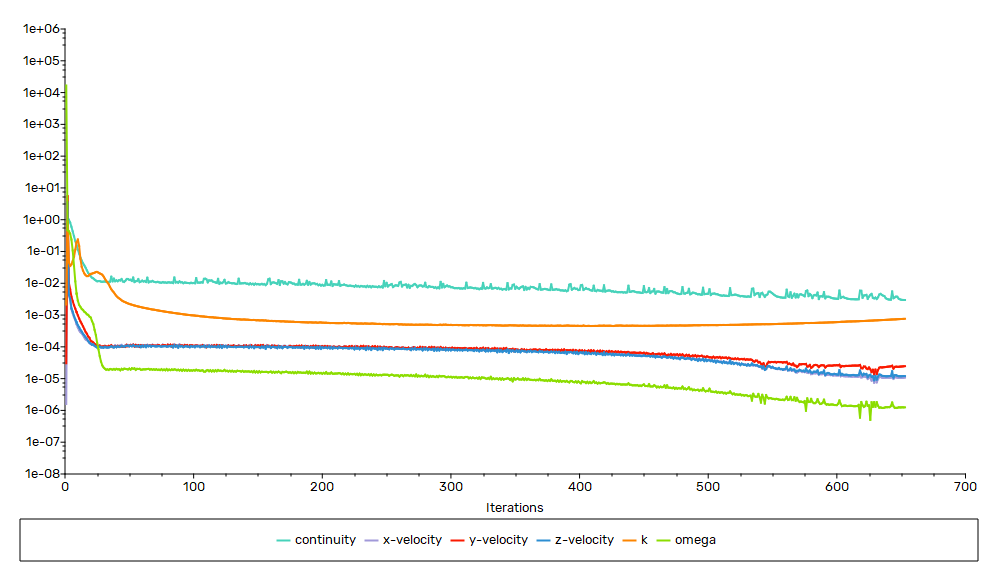 1e+06
1e+05
1e+04
1e+03
1e+02
1e+01
1e+00
1e-01
1e-02
1e-03
1e-04
1e-05
1e-06
1e-07
1e-08
0 100 200 300 400 500 600 700
Iterations
continuity x-velocity y-velocity z-velocity k omega